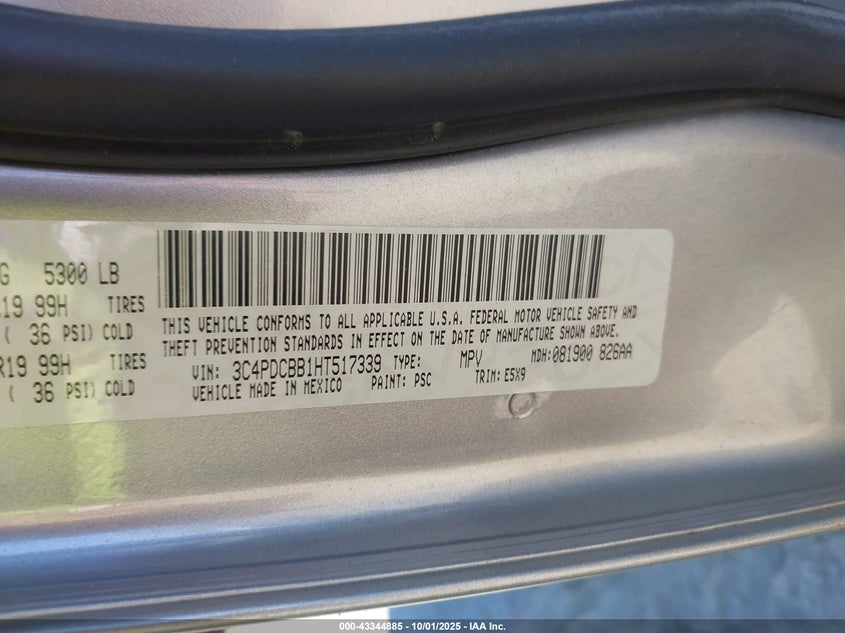 G 5300 LB
R19 99H TIRES
( 36 PSI) COLD
R19 99H TIRES
( 36 PSI) COLD
THIS VEHICLE CONFORMS TO ALL APPLICABLE U.S.A. FEDERAL MOTOR VEHICLE SAFETY AND
THEFT PREVENTION STANDARDS IN EFFECT ON THE DATE OF MANUFACTURE SHOWN ABOVE.
VIN: 3C4PDCBB1HT517339 TYPE: MPV MDH:081900 826AA
VEHICLE MADE IN MEXICO PAINT: PSC TRIM: E5X9
000-43344885 - 10/01/2025 - IAA Inc.